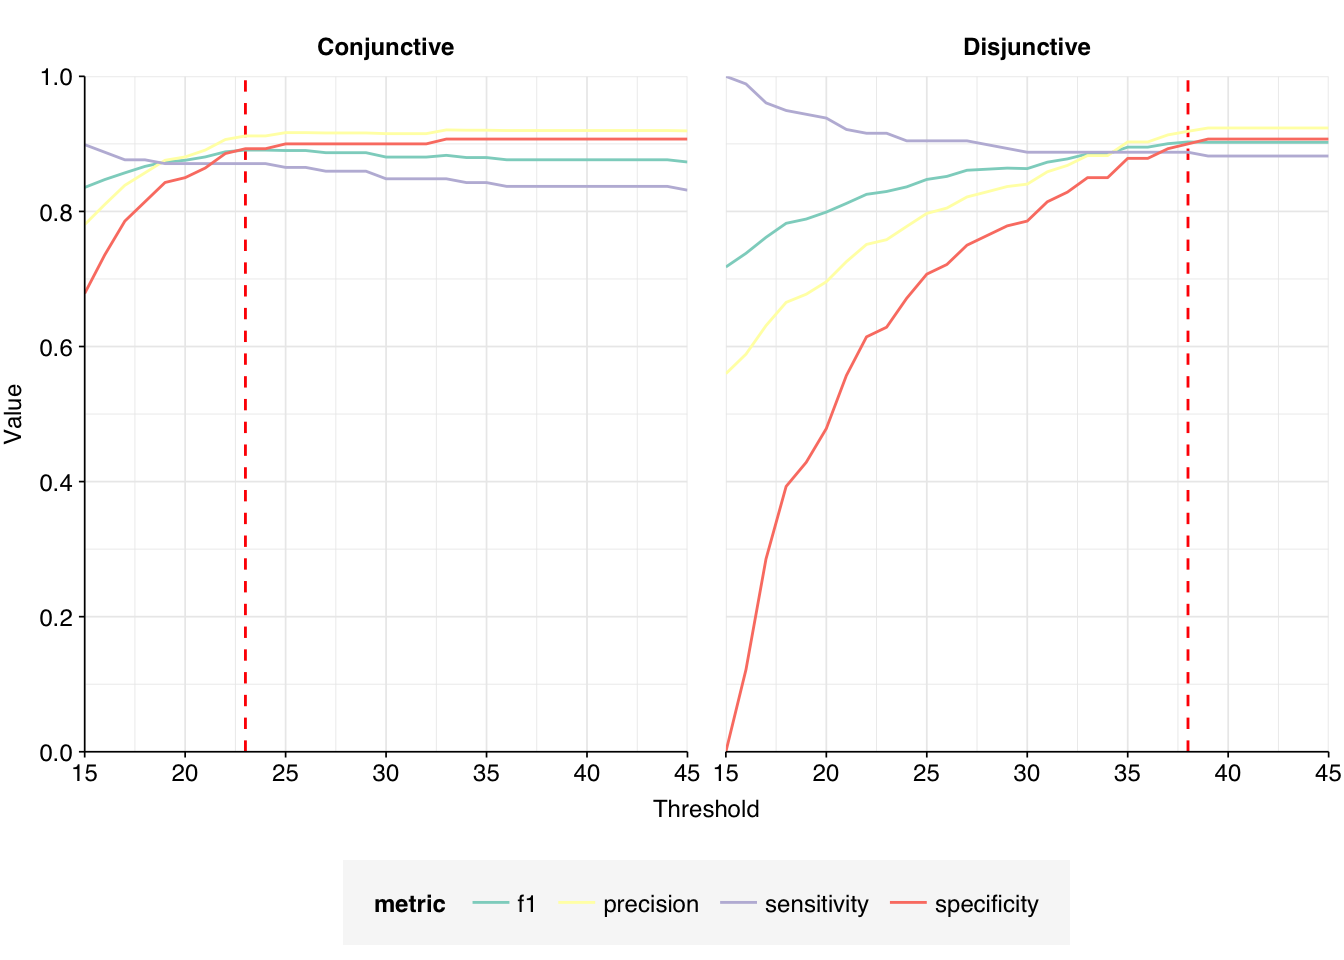 Conjunctive Disjunctive
1.0
0.8
0.6
0.4
0.2
0.0
Value
15 20 25 30 35 40 45 15 20 25 30 35 40 45
Threshold
metric f1 precision sensitivity specificity